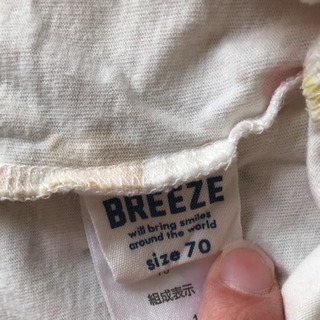 BREEZE
will bring smiles
around the world
size 70
組成表示